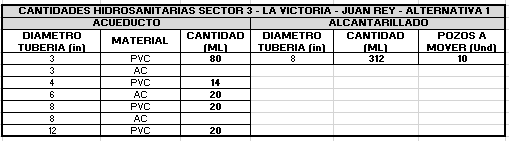 CANTIDADES HIDROSANITARIAS SECTOR 3 - LA VICTORIA - JUAN REY - ALTERNATIVA 1
ACUEDUCTO ALCANTARILLADO
DIAMETRO TUBERIA (in) MATERIAL CANTIDAD (ML) DIAMETRO TUBERIA (in) CANTIDAD (ML) POZOS A MOVER (Und)
3 PVC 80 8 312 10
3 AC
4 PVC 14
6 AC 20
8 PVC 20
8 AC
12 PVC 20